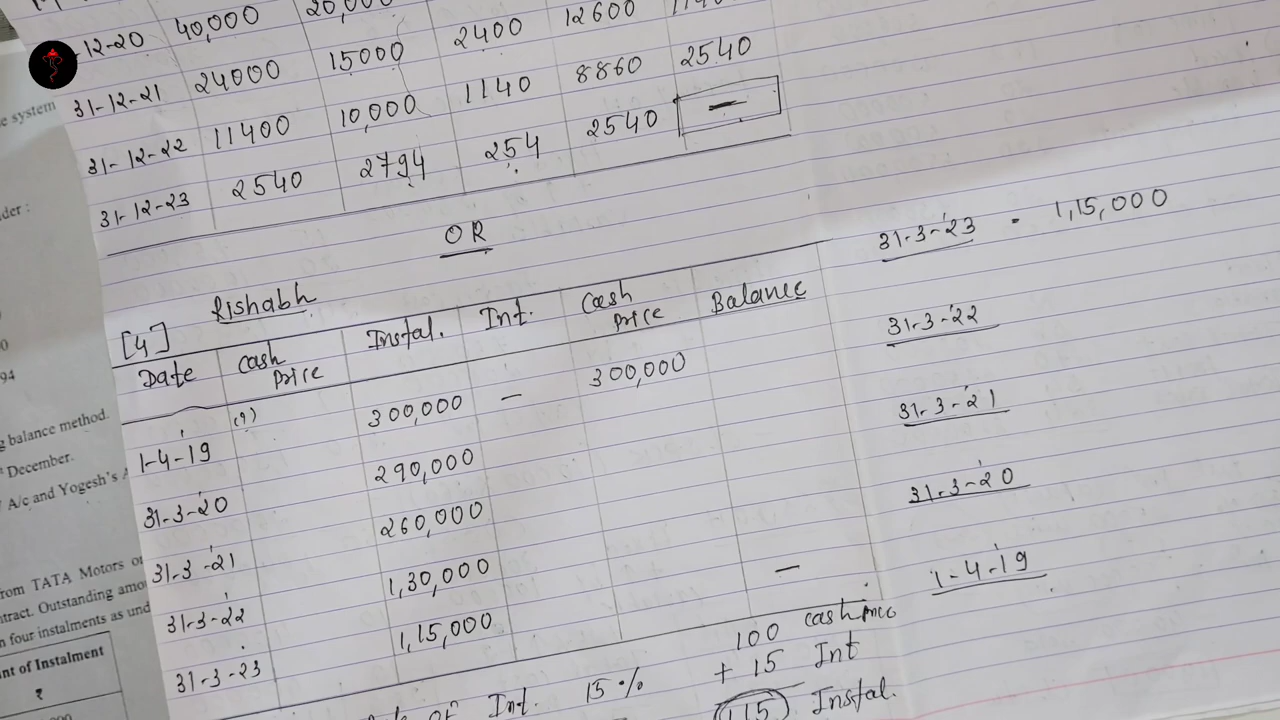 12-20 40,000 20,000 2400 12600
31-12-21 24000 15000 1140 8860 2540
31-12-22 11400 10,000 254 2540 —
31-12-23 2540 2794
OR
[4] Rishabh
Date Cash Price Instal. Int. Cash Price Balance
1-4-19 (?) 300,000 — 300,000
31-3-20 290,000
31-3-21 260,000
31-3-22 1,30,000
31-3-23 1,15,000 —
of Int. 15%
100 cash price
+ 15 Int
115 Instal.
31-3-23 - 1,15,000
31-3-22
31-3-21
31-3-20
1-4-19
e system
der :
0
94
balance method.
December.
A/c and Yogesh's A
from TATA Motors
ntract. Outstanding
four instalments as
nt of Instalment
₹